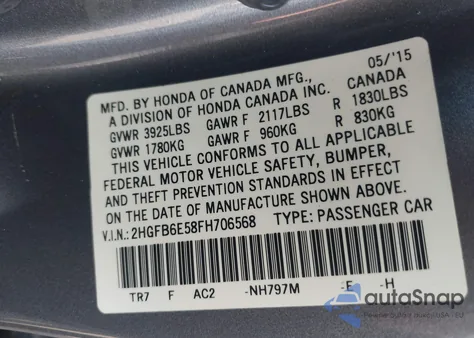 05/'15
MFD. BY HONDA OF CANADA MFG., CANADA
A DIVISION OF HONDA CANADA INC.
GVWR 3925LBS GAWR F 2117LBS R 1830LBS
GVWR 1780KG GAWR F 960KG R 830KG
THIS VEHICLE CONFORMS TO ALL APPLICABLE
FEDERAL MOTOR VEHICLE SAFETY, BUMPER,
AND THEFT PREVENTION STANDARDS IN EFFECT
ON THE DATE OF MANUFACTURE SHOWN ABOVE.
V.I.N.:2HGFB6E58FH706568 TYPE: PASSENGER CAR
TR7 F AC2 -NH797M -E -H
autoSnap